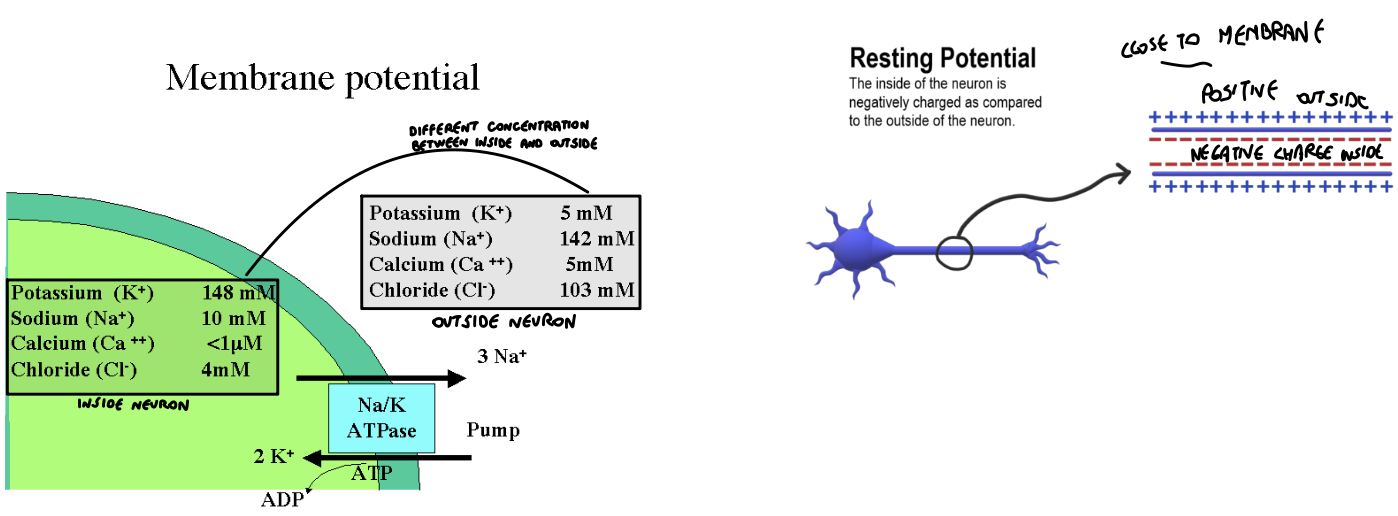 Membrane potential
DIFFERENT CONCENTRATION
BETWEEN INSIDE AND OUTSIDE
Potassium (K⁺) 5 mM
Sodium (Na⁺) 142 mM
Calcium (Ca ⁺⁺) 5mM
Chloride (Cl⁻) 103 mM
OUTSIDE NEURON
Potassium (K⁺) 148 mM
Sodium (Na⁺) 10 mM
Calcium (Ca ⁺⁺) <1µM
Chloride (Cl⁻) 4mM
INSIDE NEURON
3 Na⁺
Na/K
ATPase
Pump
2 K⁺
ATP
ADP
Resting Potential
The inside of the neuron is
negatively charged as compared
to the outside of the neuron.
CLOSE TO MEMBRANE
POSITIVE OUTSIDE
+++++++++++++++++++
NEGATIVE CHARGE INSIDE
+++++++++++++++++++